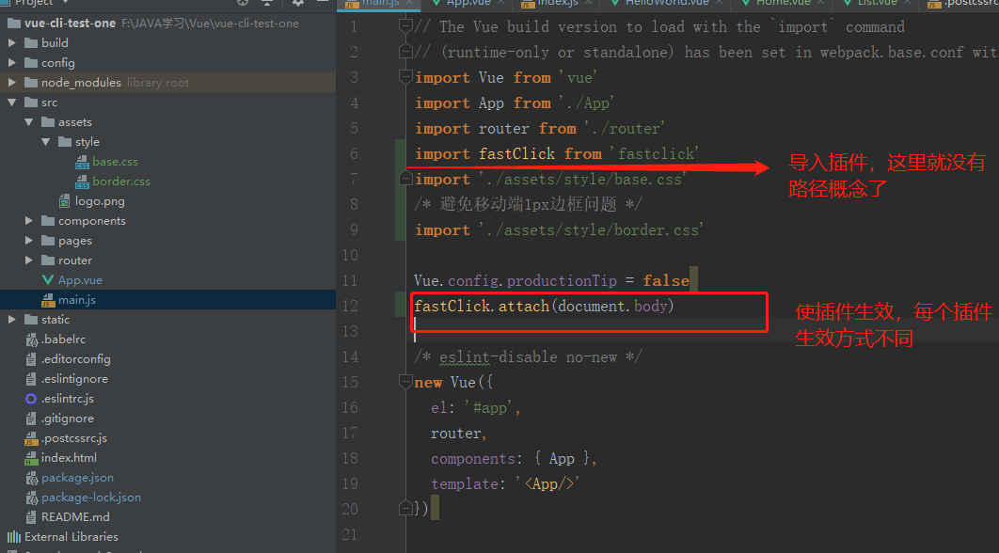 Project
main.js
App.vue
index.js
HelloWorld.vue
Home.vue
List.vue
.postcssrc
vue-cli-test-one F:\JAVA学习\Vue\vue-cli-test-one
build
config
node_modules library root
src
assets
style
base.css
border.css
logo.png
components
pages
router
App.vue
main.js
static
.babelrc
.editorconfig
.eslintignore
.eslintrc.js
.gitignore
.postcssrc.js
index.html
package.json
package-lock.json
README.md
External Libraries
1 // The Vue build version to load with the `import` command
2 // (runtime-only or standalone) has been set in webpack.base.conf wit
3 import Vue from 'vue'
4 import App from './App'
5 import router from './router'
6 import fastClick from 'fastclick'
7 import './assets/style/base.css'
8 /* 避免移动端1px边框问题 */
9 import './assets/style/border.css'
10
11 Vue.config.productionTip = false
12 fastClick.attach(document.body)
13
14 /* eslint-disable no-new */
15 new Vue({
16 el: '#app',
17 router,
18 components: { App },
19 template: '<App/>'
20 })
21
导入插件，这里就没有
路径概念了
使插件生效，每个插件
生效方式不同